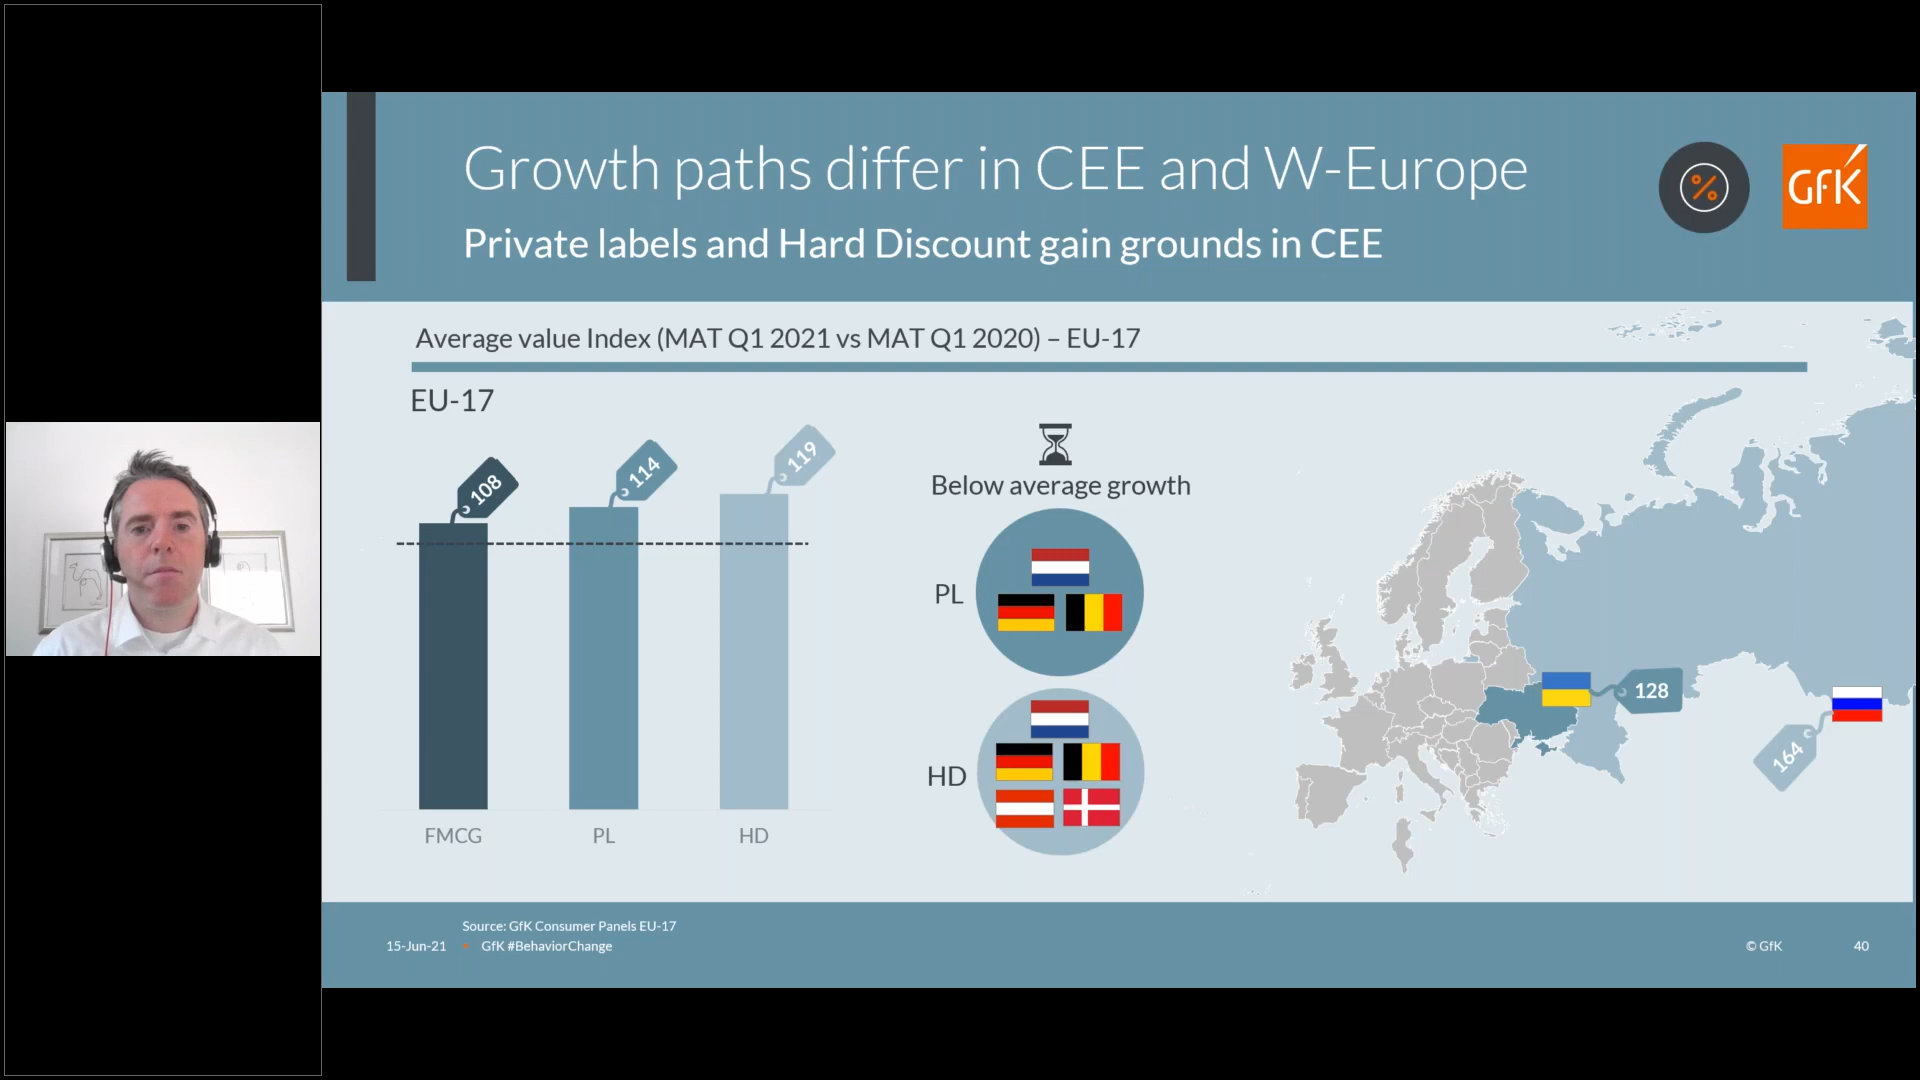 Growth paths differ in CEE and W-Europe
Private labels and Hard Discount gain grounds in CEE
%
GfK
Average value Index (MAT Q1 2021 vs MAT Q1 2020) – EU-17
EU-17
108
114
119
FMCG
PL
HD
Below average growth
PL
HD
128
164
Source: GfK Consumer Panels EU-17
15-Jun-21 • GfK #BehaviorChange
© GfK
40